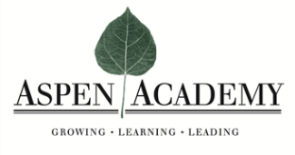 ASPEN ACADEMY
GROWING • LEARNING • LEADING